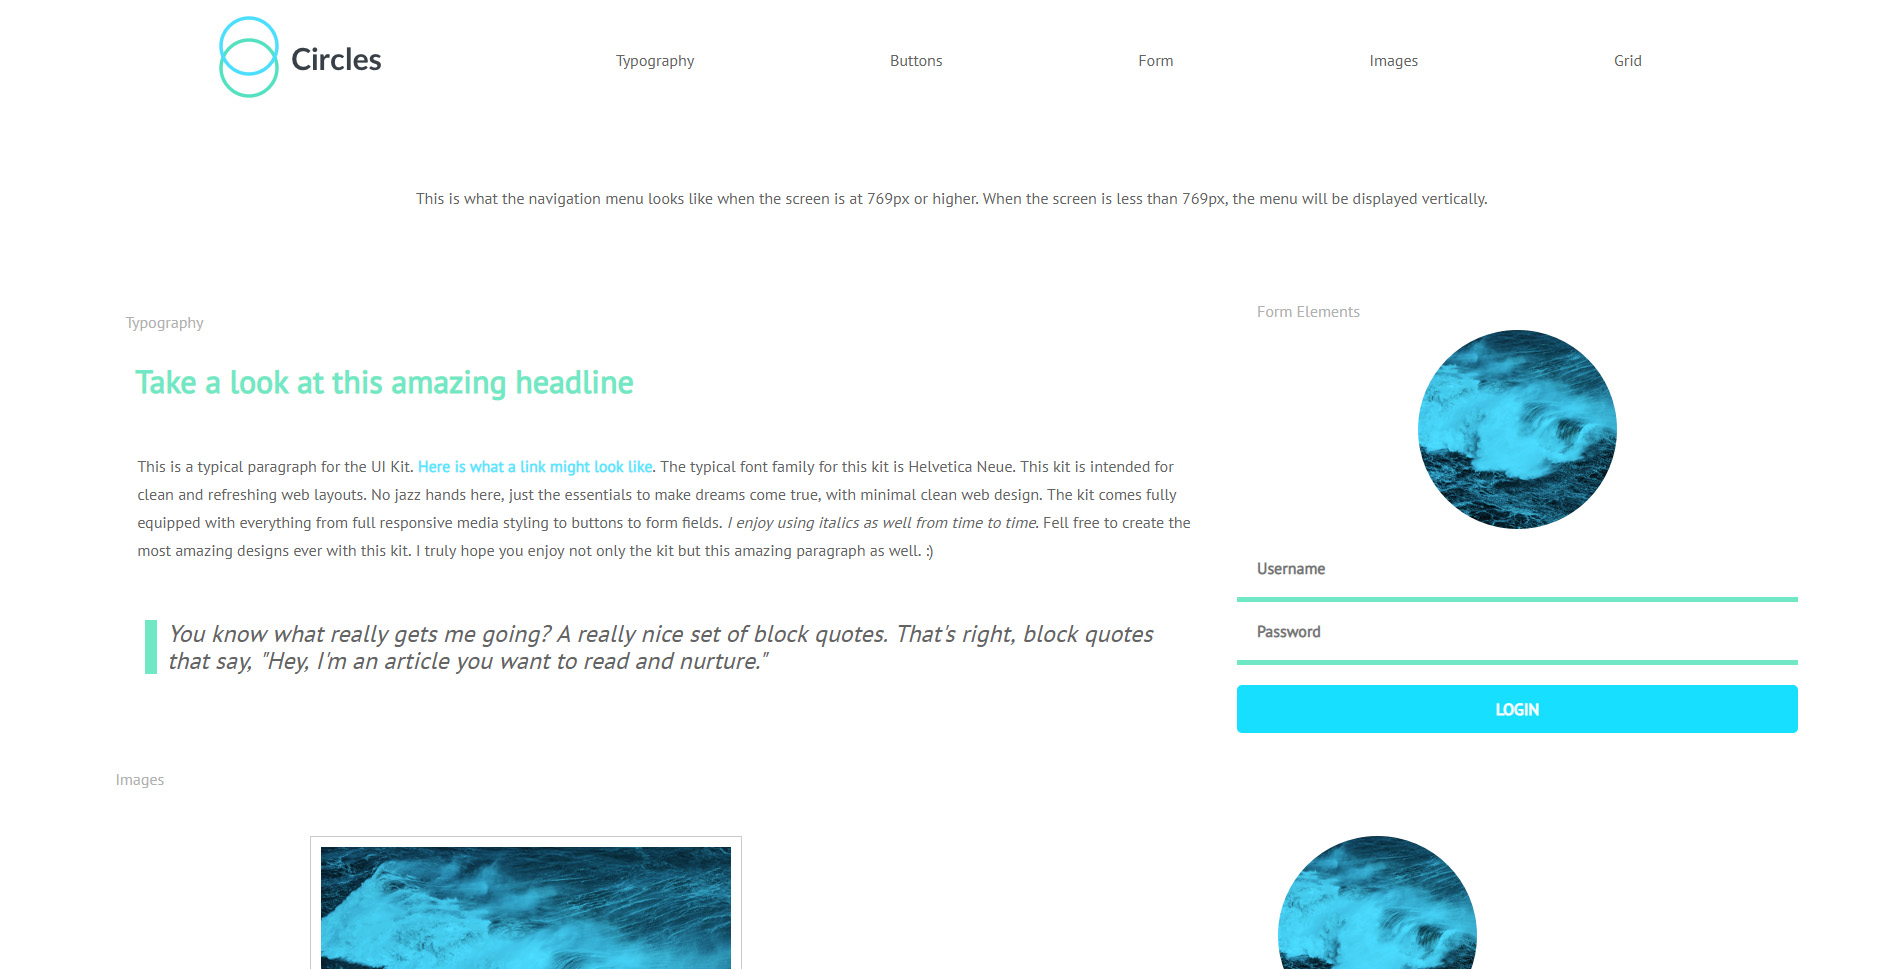 Circles
Typography
Buttons
Form
Images
Grid
This is what the navigation menu looks like when the screen is at 769px or higher. When the screen is less than 769px, the menu will be displayed vertically.
Typography
Take a look at this amazing headline
This is a typical paragraph for the UI Kit. Here is what a link might look like. The typical font family for this kit is Helvetica Neue. This kit is intended for
clean and refreshing web layouts. No jazz hands here, just the essentials to make dreams come true, with minimal clean web design. The kit comes fully
equipped with everything from full responsive media styling to buttons to form fields. I enjoy using italics as well from time to time. Fell free to create the
most amazing designs ever with this kit. I truly hope you enjoy not only the kit but this amazing paragraph as well. :)
You know what really gets me going? A really nice set of block quotes. That's right, block quotes
that say, "Hey, I'm an article you want to read and nurture."
Form Elements
Username
Password
LOGIN
Images